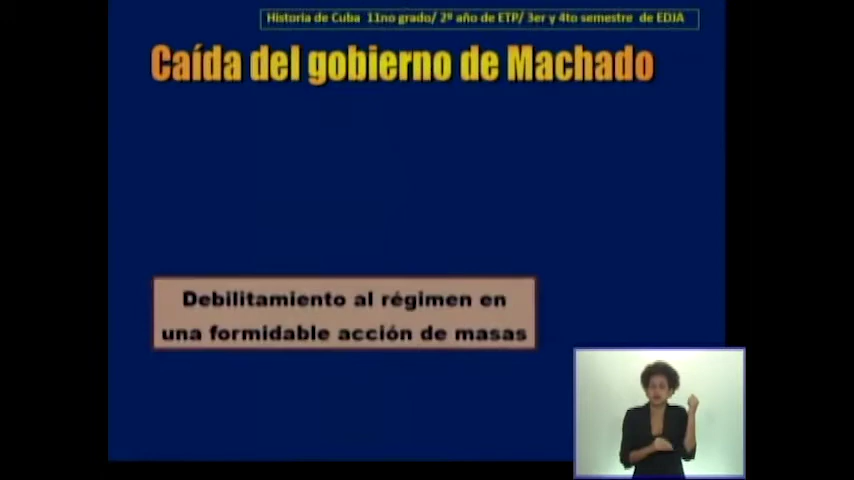 Historia de Cuba 11no grado/ 2º año de ETP/ 3er y 4to semestre de EDJA
Caída del gobierno de Machado
Debilitamiento al régimen en
una formidable acción de masas